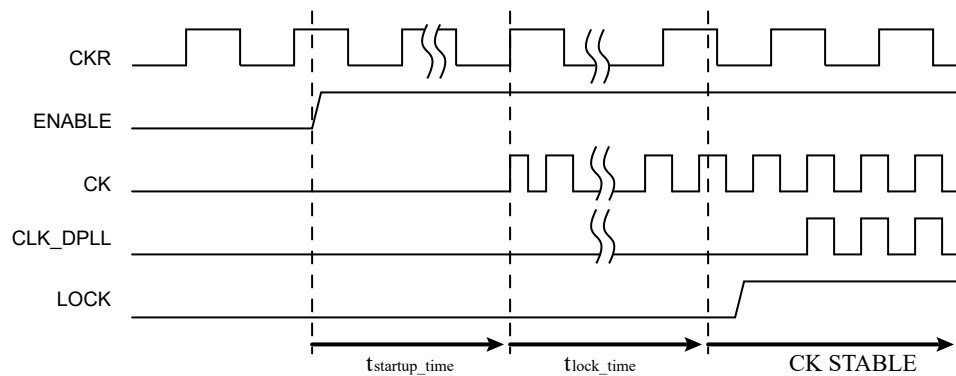 CKR
ENABLE
CK
CLK_DPLL
LOCK
tstartup_time tlock_time CK STABLE